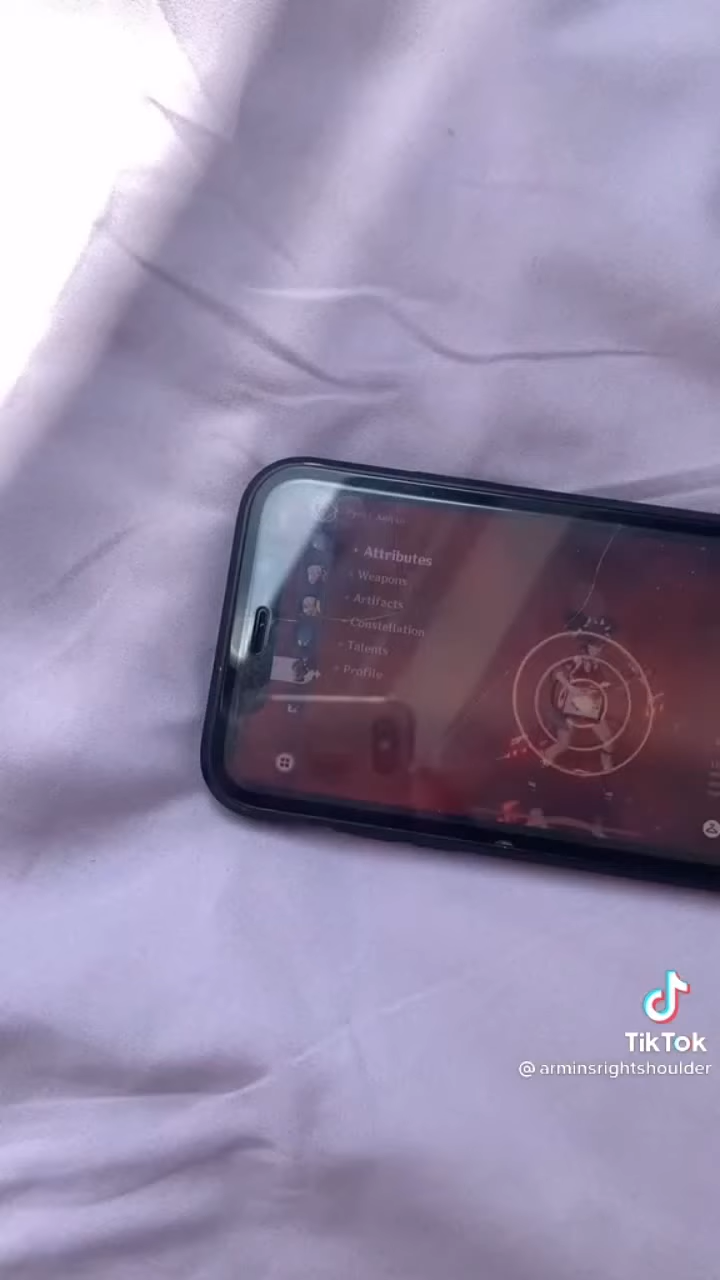 Attributes
Weapons
Artifacts
Constellation
Talents
Profile
TikTok
@arminsrightshoulder